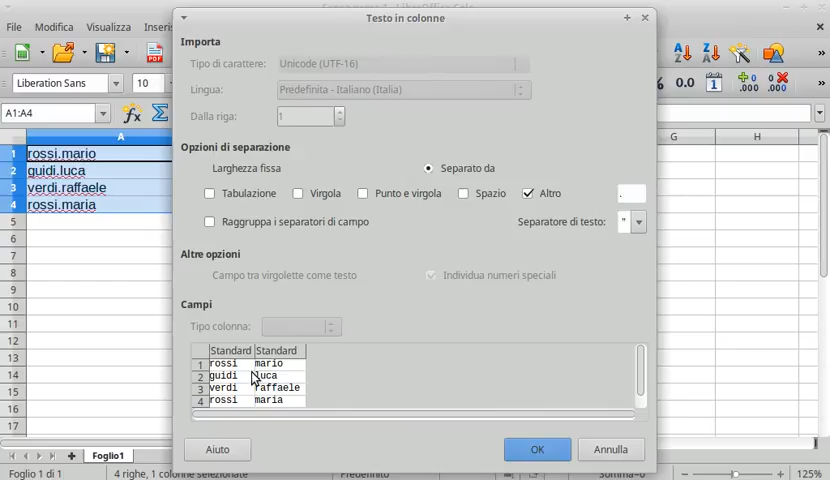 Testo in colonne
File Modifica Visualizza
Liberation Sans 10
0.0
.000 .000
A1:A4
A G H
1 rossi.mario
2 guidi.luca
3 verdi.raffaele
4 rossi.maria
5
6
7
8
9
10
11
12
13
14
15
16
17
Importa
Tipo di carattere: Unicode (UTF-16)
Lingua: Predefinita - Italiano (Italia)
Dalla riga: 1
Opzioni di separazione
Larghezza fissa Separato da
Tabulazione Virgola Punto e virgola Spazio Altro .
Raggruppa i separatori di campo Separatore di testo: "
Altre opzioni
Campo tra virgolette come testo Individua numeri speciali
Campi
Tipo colonna:
Standard Standard
1 rossi mario
2 guidi luca
3 verdi raffaele
4 rossi maria
Aiuto OK Annulla
Foglio1
Foglio 1 di 1 4 righe, 1 colonne selezionate Predefinito Somma=0 125%